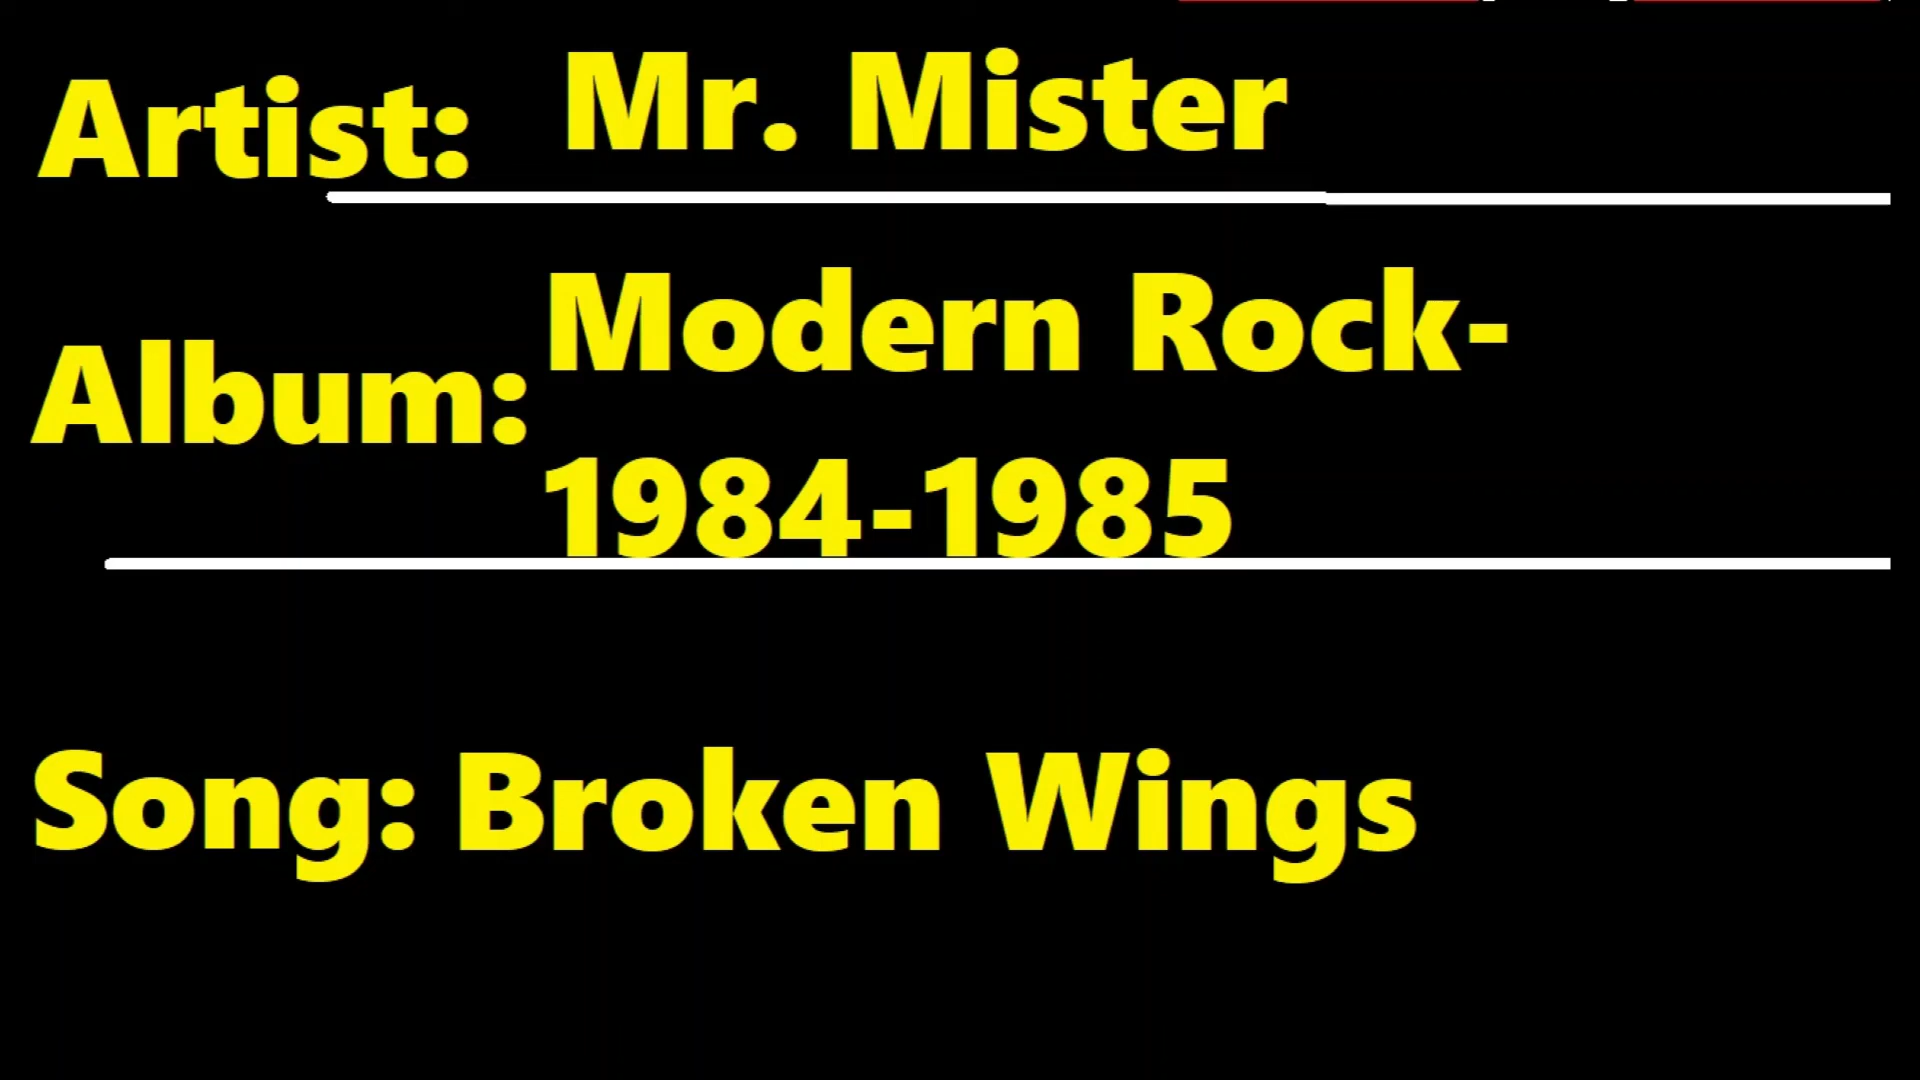 Artist: Mr. Mister
Album: Modern Rock-
1984-1985
Song: Broken Wings